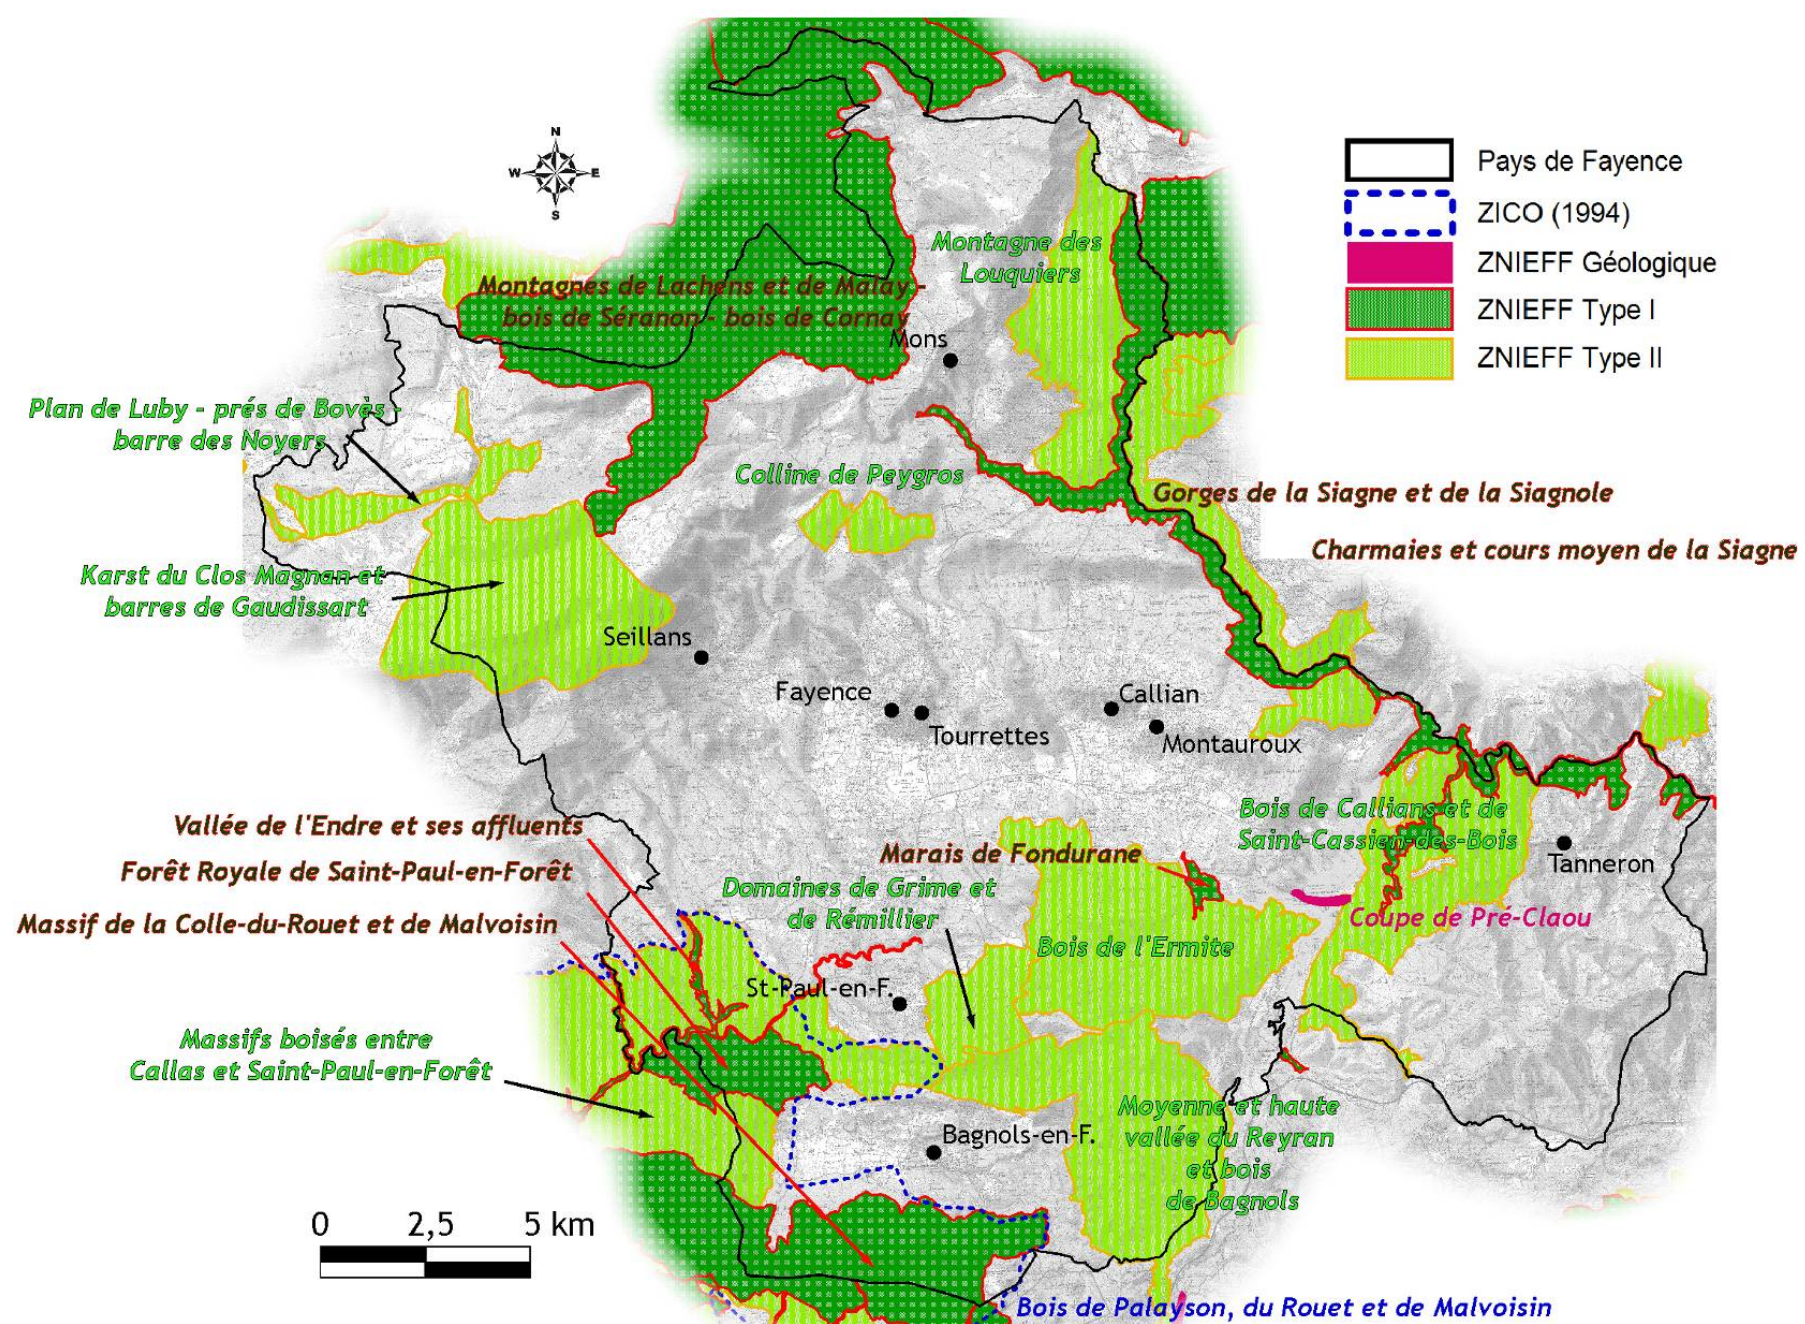 N
W E
S
Pays de Fayence
ZICO (1994)
ZNIEFF Géologique
ZNIEFF Type I
ZNIEFF Type II
Montagne des
Louquiers
Montagnes de Lachens et de Malay -
bois de Séranon - bois de Cornay
Mons
Plan de Luby - prés de Bovès -
barre des Noyers
Colline de Peygros
Gorges de la Siagne et de la Siagnole
Charmaies et cours moyen de la Siagne
Karst du Clos Magnan et
barres de Gaudissart
Seillans
Fayence
Tourrettes
Callian
Montauroux
Bois de Callians et de
Saint-Cassien-des-Bois
Tanneron
Vallée de l'Endre et ses affluents
Forêt Royale de Saint-Paul-en-Forêt
Massif de la Colle-du-Rouet et de Malvoisin
Marais de Fondurane
Domaines de Grime et
de Rémillier
Bois de l'Ermite
Coupe de Pré-Claou
St-Paul-en-F.
Massifs boisés entre
Callas et Saint-Paul-en-Forêt
Bagnols-en-F.
Moyenne et haute
vallée du Reyran
et bois
de Bagnols
0 2,5 5 km
Bois de Palayson, du Rouet et de Malvoisin